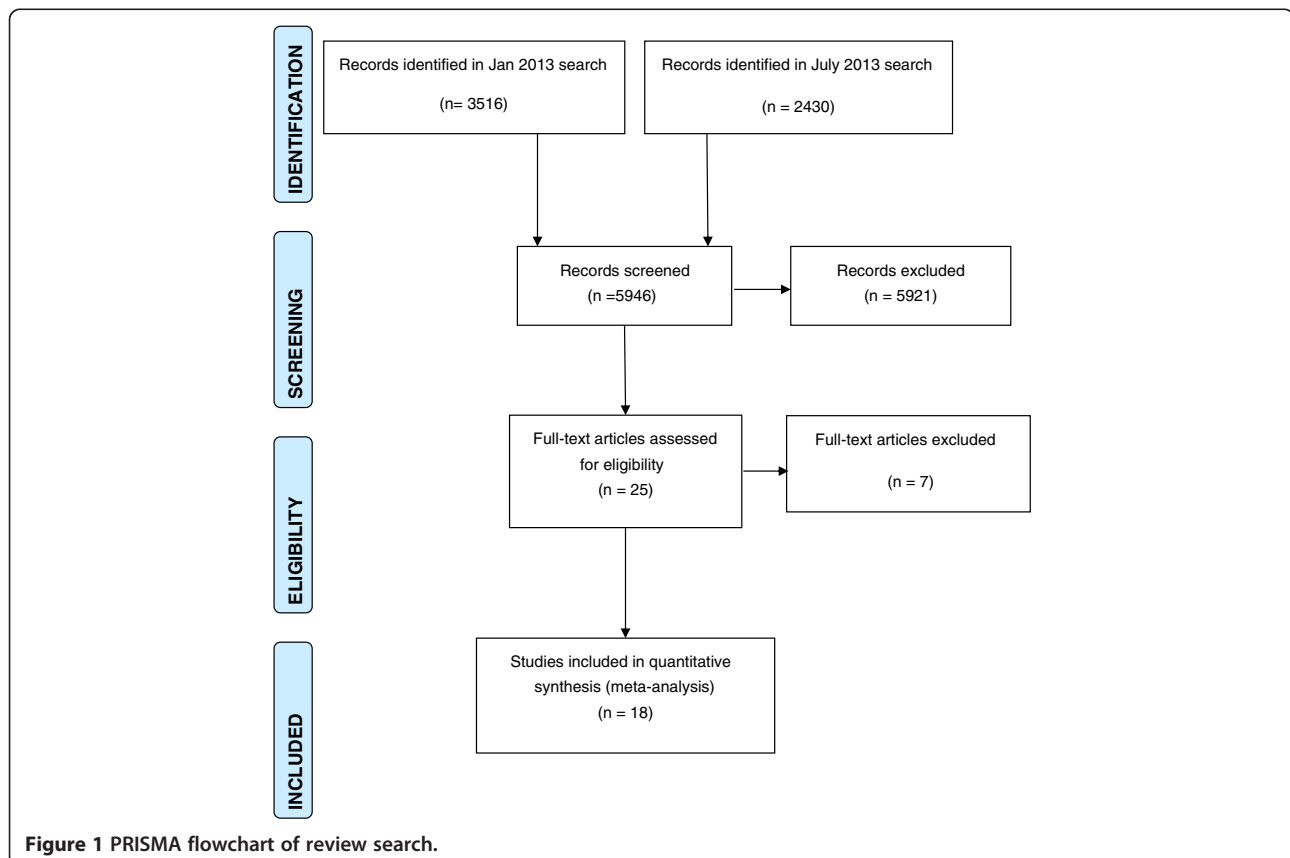 IDENTIFICATION
Records identified in Jan 2013 search
(n= 3516)
Records identified in July 2013 search
(n = 2430)
SCREENING
Records screened
(n =5946)
Records excluded
(n = 5921)
ELIGIBILITY
Full-text articles assessed
for eligibility
(n = 25)
Full-text articles excluded
(n = 7)
INCLUDED
Studies included in quantitative
synthesis (meta-analysis)
(n = 18)
Figure 1 PRISMA flowchart of review search.